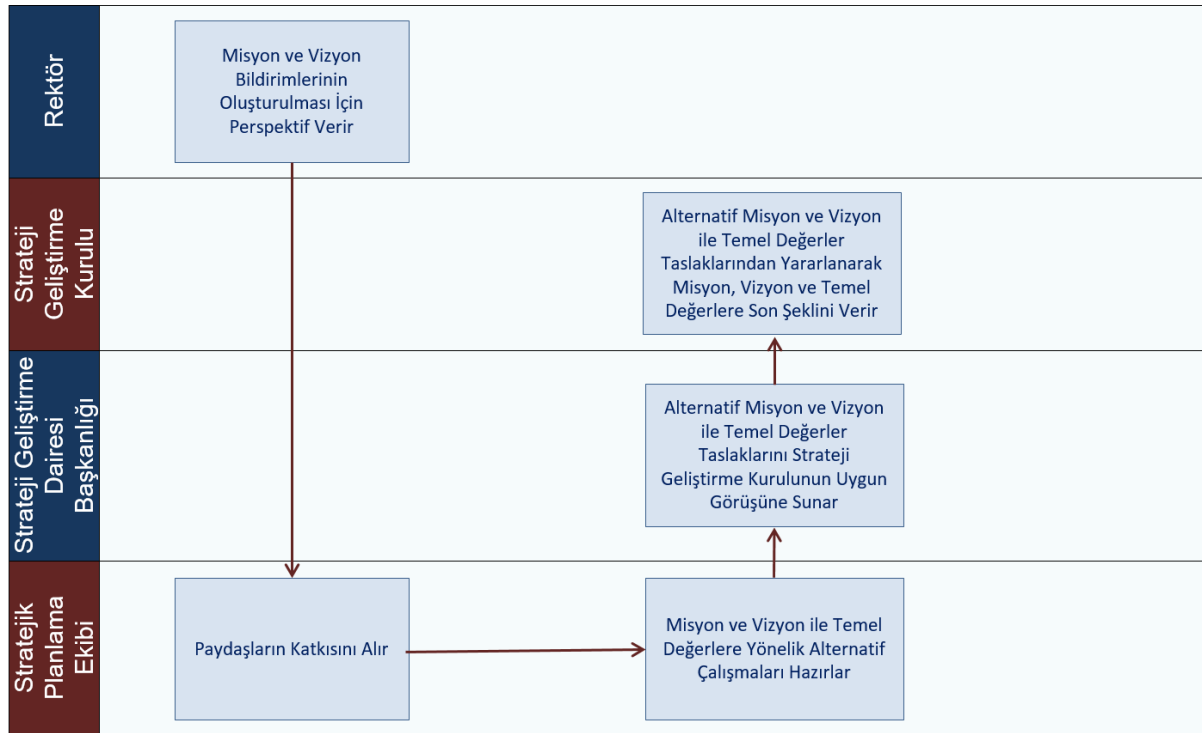 Rektör
Misyon ve Vizyon
Bildirimlerinin
Oluşturulması İçin
Perspektif Verir
Strateji
Geliştirme
Kurulu
Alternatif Misyon ve Vizyon
ile Temel Değerler
Taslaklarından Yararlanarak
Misyon, Vizyon ve Temel
Değerlere Son Şeklini Verir
Strateji Geliştirme
Dairesi
Başkanlığı
Alternatif Misyon ve Vizyon
ile Temel Değerler
Taslaklarını Strateji
Geliştirme Kurulunun Uygun
Görüşüne Sunar
Stratejik
Planlama
Ekibi
Paydaşların Katkısını Alır
Misyon ve Vizyon ile Temel
Değerlere Yönelik Alternatif
Çalışmaları Hazırlar